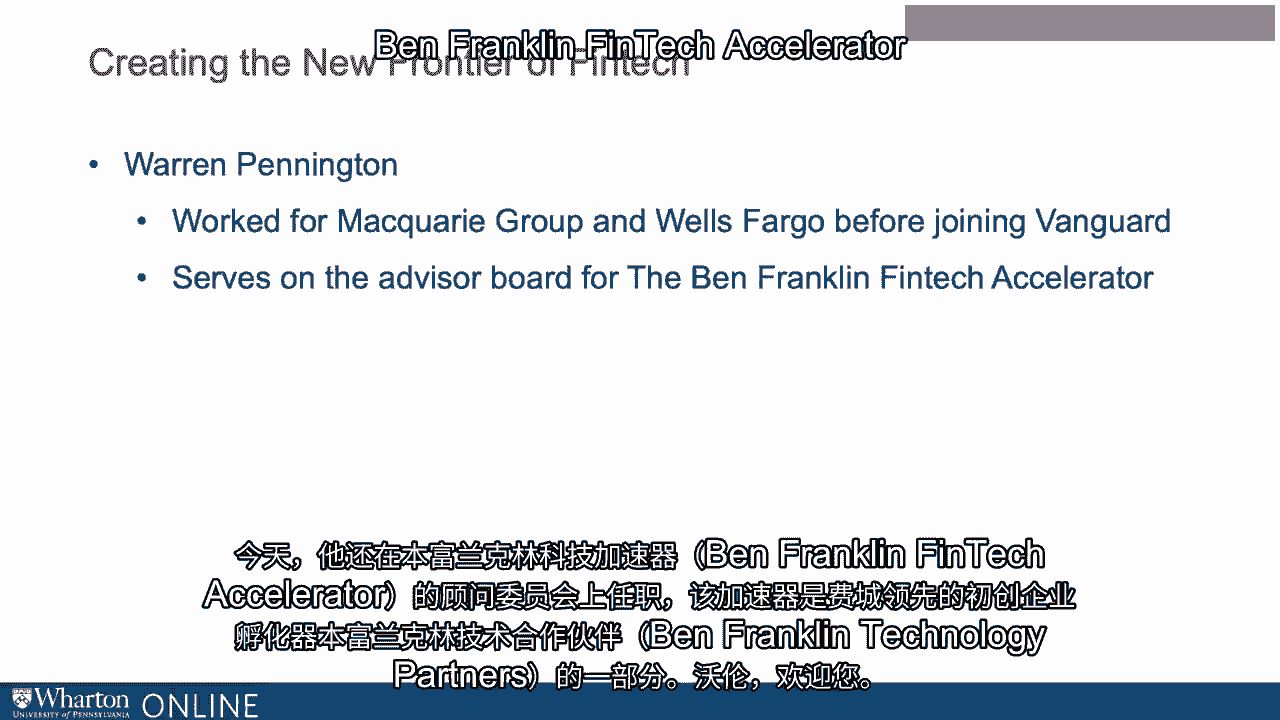 Ben Franklin FinTech Accelerator
Creating the New Frontier of Fintech
• Warren Pennington
• Worked for Macquarie Group and Wells Fargo before joining Vanguard
• Serves on the advisor board for The Ben Franklin Fintech Accelerator
今天，他还在本富兰克林科技加速器（Ben Franklin FinTech
Accelerator）的顾问委员会上任职，该加速器是费城领先的初创企业
孵化器本富兰克林技术合作伙伴（Ben Franklin Technology
Partners）的一部分。沃伦，欢迎您。
Wharton ONLINE
UNIVERSITY of PENNSYLVANIA